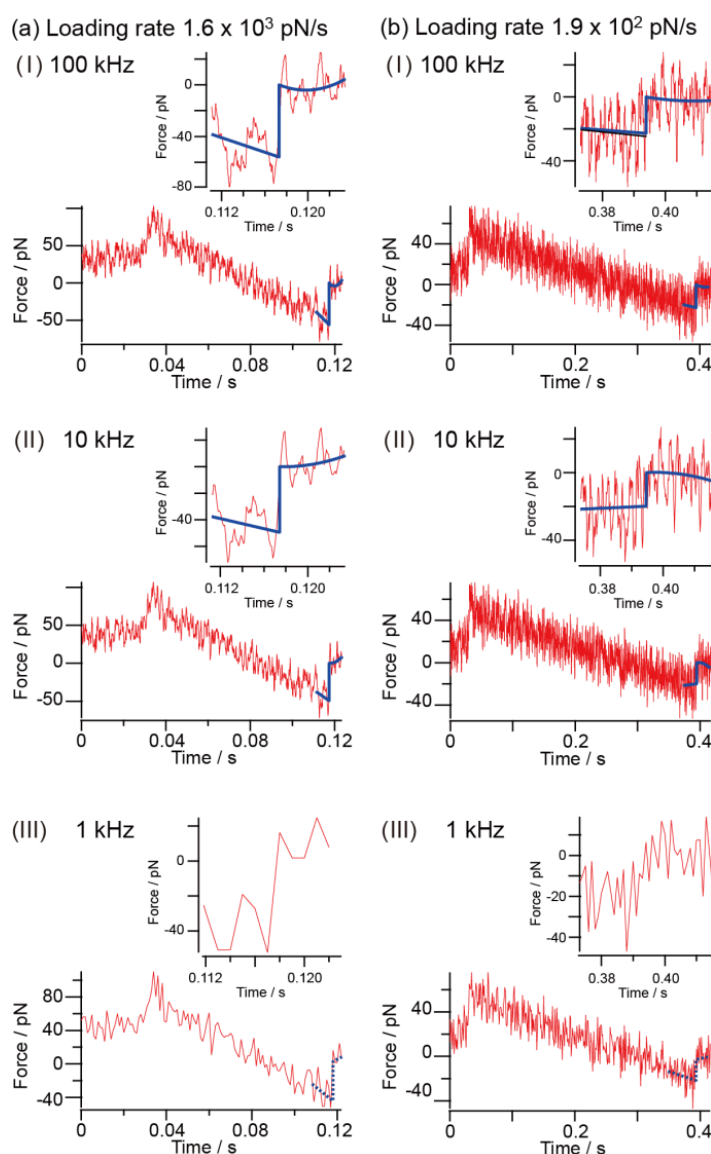 (a) Loading rate 1.6 x 10³ pN/s
(b) Loading rate 1.9 x 10² pN/s
(I) 100 kHz
Force / pN
0
-40
-80
0.112
0.120
Time / s
Force / pN
50
0
-50
0
0.04
0.08
0.12
Time / s
(I) 100 kHz
Force / pN
0
-40
0.38
0.40
Time / s
Force / pN
40
0
-40
0
0.2
0.4
Time / s
(II) 10 kHz
Force / pN
-40
0.112
0.120
Time / s
Force / pN
50
0
-50
0
0.04
0.08
0.12
Time / s
(II) 10 kHz
Force / pN
0
-40
0.38
0.40
Time / s
Force / pN
40
0
-40
0
0.2
0.4
Time / s
(III) 1 kHz
Force / pN
0
-40
0.112
0.120
Time / s
Force / pN
80
40
0
-40
0
0.04
0.08
0.12
Time / s
(III) 1 kHz
Force / pN
0
-20
-40
0.38
0.40
Time / s
Force / pN
40
0
-40
0
0.2
0.4
Time / s